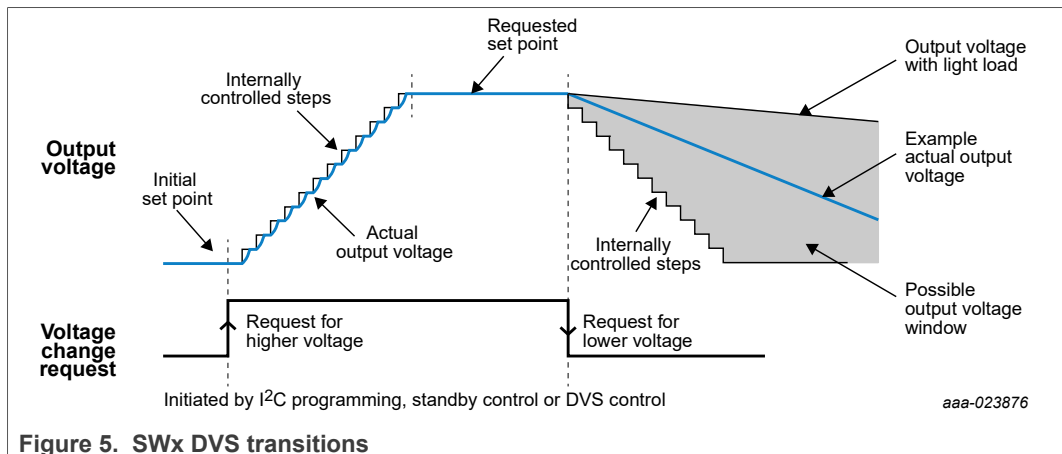 Requested
set point
Output voltage
with light load
Internally
controlled steps
Output
voltage
Example
actual output
voltage
Initial
set point
Actual
output voltage
Internally
controlled steps
Possible
output voltage
window
Voltage
change
request
Request for
higher voltage
Request for
lower voltage
Initiated by I²C programming, standby control or DVS control
aaa-023876
Figure 5. SWx DVS transitions